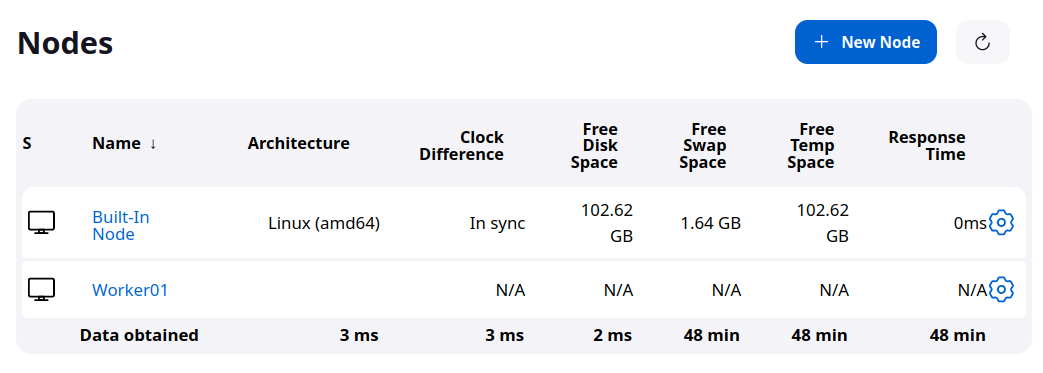 Nodes
New Node
S Name ↓ Architecture Clock Difference Free Disk Space Free Swap Space Free Temp Space Response Time
Built-In Node Linux (amd64) In sync 102.62 GB 1.64 GB 102.62 GB 0ms
Worker01 N/A N/A N/A N/A N/A
Data obtained 3 ms 3 ms 2 ms 48 min 48 min 48 min